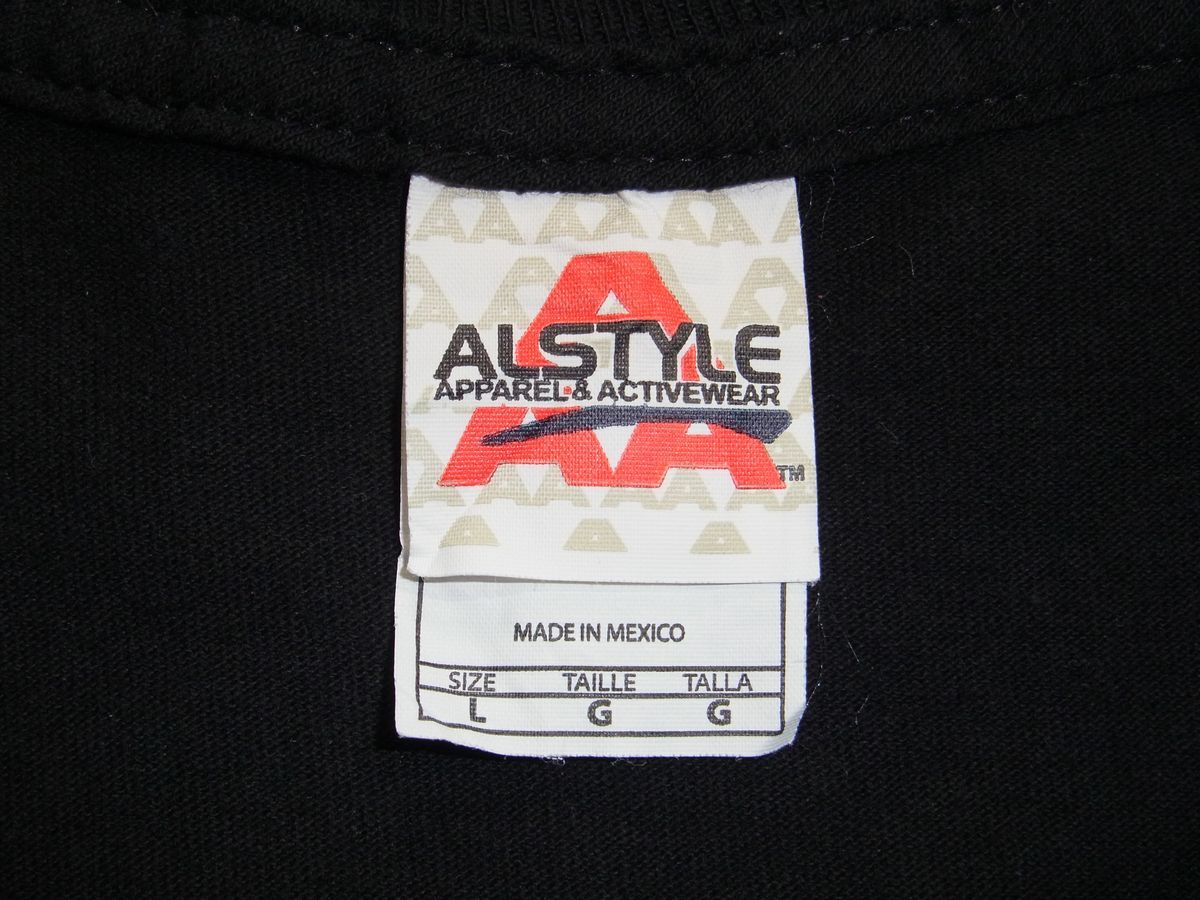 ALSTYLE
APPAREL & ACTIVEWEAR
TM
MADE IN MEXICO
SIZE TAILLE TALLA
L G G